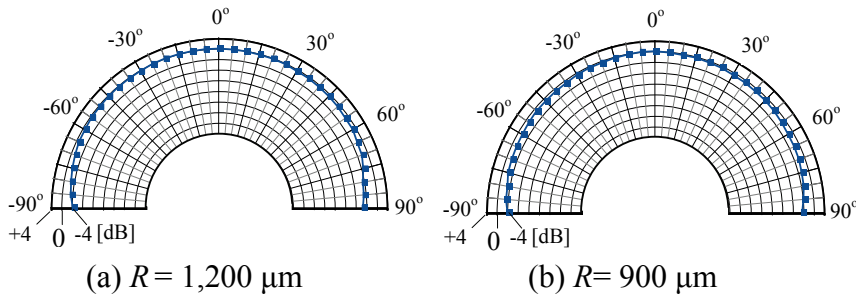 0° 0°
-30° 30° -30° 30°
-60° 60° -60° 60°
-90° 90° -90° 90°
+4 0 -4 [dB] +4 0 -4 [dB]
(a) R = 1,200 μm (b) R= 900 μm